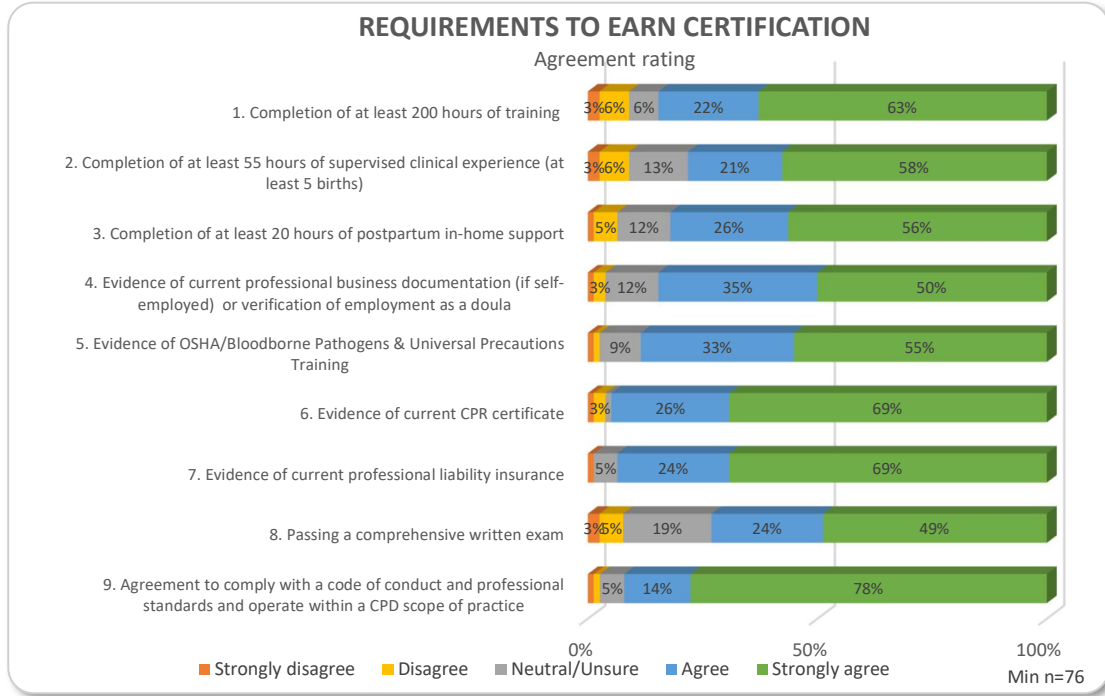 REQUIREMENTS TO EARN CERTIFICATION
Agreement rating
1. Completion of at least 200 hours of training
3% 6% 6% 22% 63%
2. Completion of at least 55 hours of supervised clinical experience (at
least 5 births)
3% 6% 13% 21% 58%
3. Completion of at least 20 hours of postpartum in-home support
5% 12% 26% 56%
4. Evidence of current professional business documentation (if self-
employed) or verification of employment as a doula
3% 12% 35% 50%
5. Evidence of OSHA/Bloodborne Pathogens & Universal Precautions
Training
9% 33% 55%
6. Evidence of current CPR certificate
3% 26% 69%
7. Evidence of current professional liability insurance
5% 24% 69%
8. Passing a comprehensive written exam
3% 5% 19% 24% 49%
9. Agreement to comply with a code of conduct and professional
standards and operate within a CPD scope of practice
5% 14% 78%
0% 50% 100%
Strongly disagree Disagree Neutral/Unsure Agree Strongly agree
Min n=76